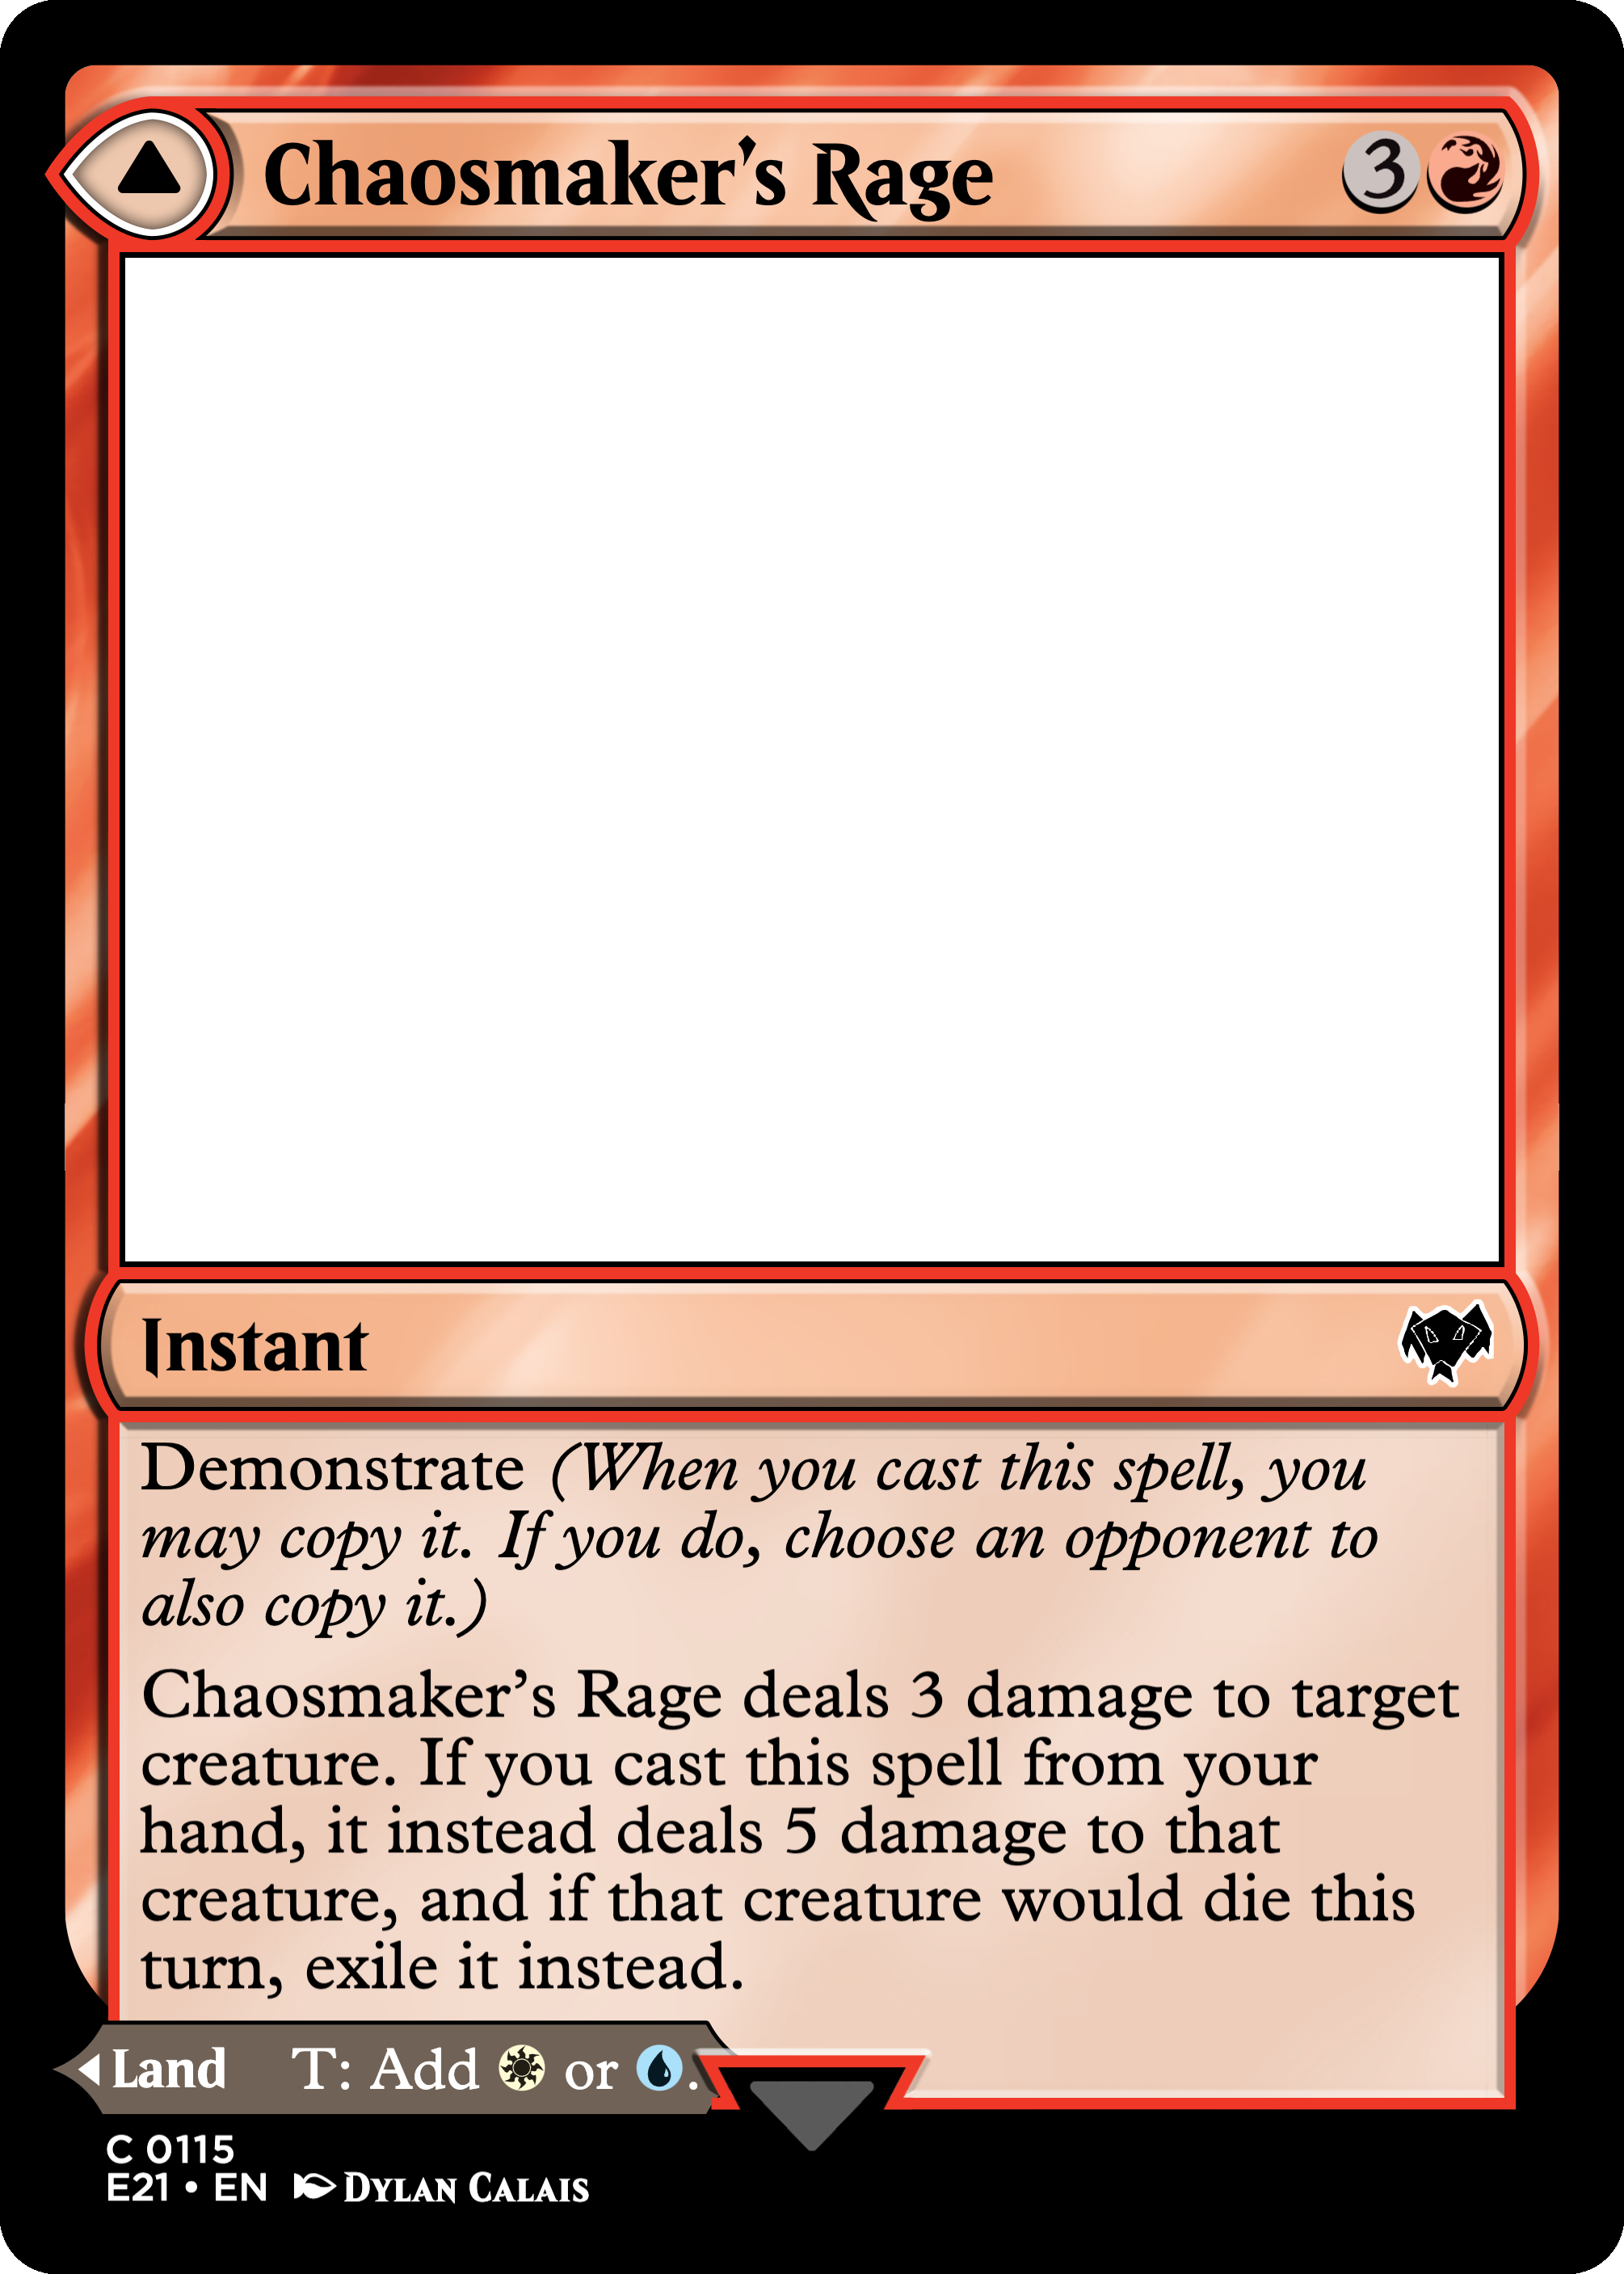 Chaosmaker's Rage 3
Instant
Demonstrate (When you cast this spell, you
may copy it. If you do, choose an opponent to
also copy it.)
Chaosmaker's Rage deals 3 damage to target
creature. If you cast this spell from your
hand, it instead deals 5 damage to that
creature, and if that creature would die this
turn, exile it instead.
Land T: Add or .
C 0115
E21 • EN DYLAN CALAIS